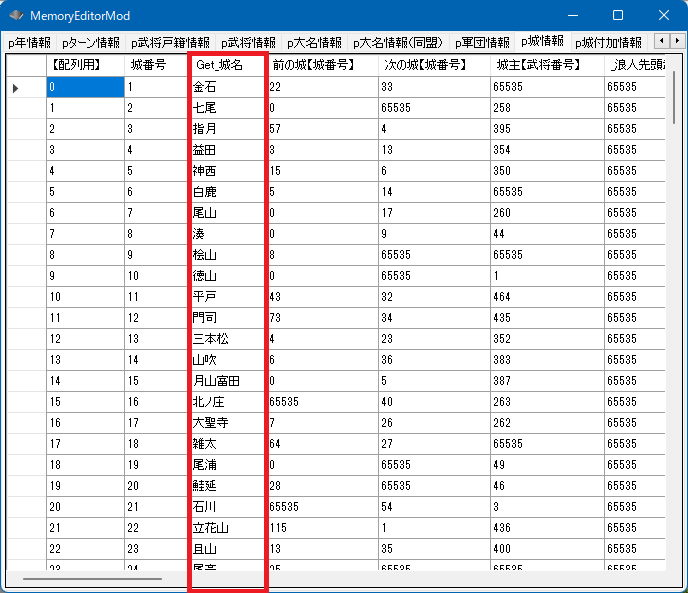 MemoryEditorMod
p年情報 pターン情報 p武将戸籍情報 p武将情報 p大名情報 p大名情報(同盟) p軍団情報 p城情報 p城付加情報
【配列用】 城番号 Get_城名 前の城【城番号】 次の城【城番号】 城主【武将番号】 _浪人先頭
0 1 金石 22 33 65535 65535
1 2 七尾 0 65535 258 65535
2 3 指月 57 4 395 65535
3 4 益田 3 13 354 65535
4 5 神西 15 6 350 65535
5 6 白鹿 5 14 65535 65535
6 7 尾山 0 17 260 65535
7 8 湊 0 9 44 65535
8 9 桧山 8 65535 65535 65535
9 10 徳山 0 65535 1 65535
10 11 平戸 43 32 464 65535
11 12 門司 73 34 435 65535
12 13 三本松 4 23 352 65535
13 14 山吹 6 36 383 65535
14 15 月山富田 0 5 387 65535
15 16 北ノ庄 65535 40 263 65535
16 17 大聖寺 7 26 262 65535
17 18 雑太 64 27 65535 65535
18 19 尾浦 0 65535 49 65535
19 20 鮭延 28 65535 46 65535
20 21 石川 65535 54 3 65535
21 22 立花山 115 1 436 65535
22 23 且山 13 35 400 65535
23 24 尾高 25 65535 65535 65535